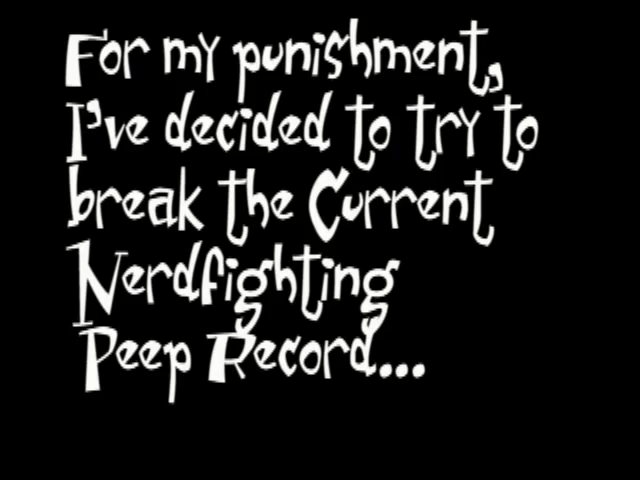 For my punishment,
I've decided to try to
break the Current
Nerdfighting
Peep Record...